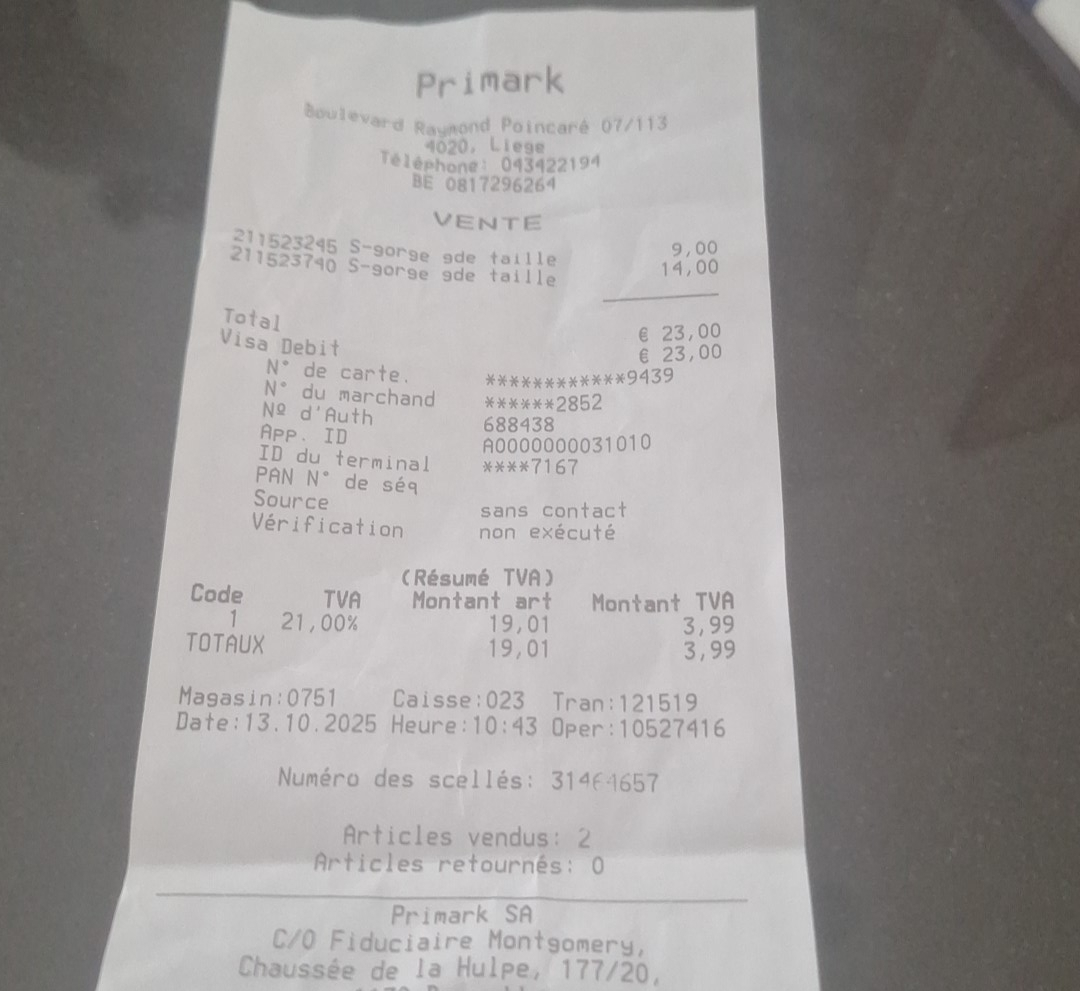 Primark
Boulevard Raymond Poincaré 07/113
4020, Liege
Téléphone: 043422194
BE 0817296264
VENTE
211523245 S-gorge gde taille 9,00
211523740 S-gorge gde taille 14,00
Total € 23,00
Visa Debit € 23,00
N° de carte. ************9439
N° du marchand ******2852
Nº d'Auth 688438
App. ID A0000000031010
ID du terminal ****7167
PAN N° de séq
Source sans contact
Vérification non exécuté
(Résumé TVA)
Code TVA Montant art Montant TVA
1 21,00% 19,01 3,99
TOTAUX 19,01 3,99
Magasin:0751 Caisse:023 Tran:121519
Date:13.10.2025 Heure:10:43 Oper:10527416
Numéro des scellés:
Articles vendus: 2
Articles retournés: 0
Primark SA
C/O Fiduciaire Montgomery,
Chaussée de la Hulpe, 177/20,